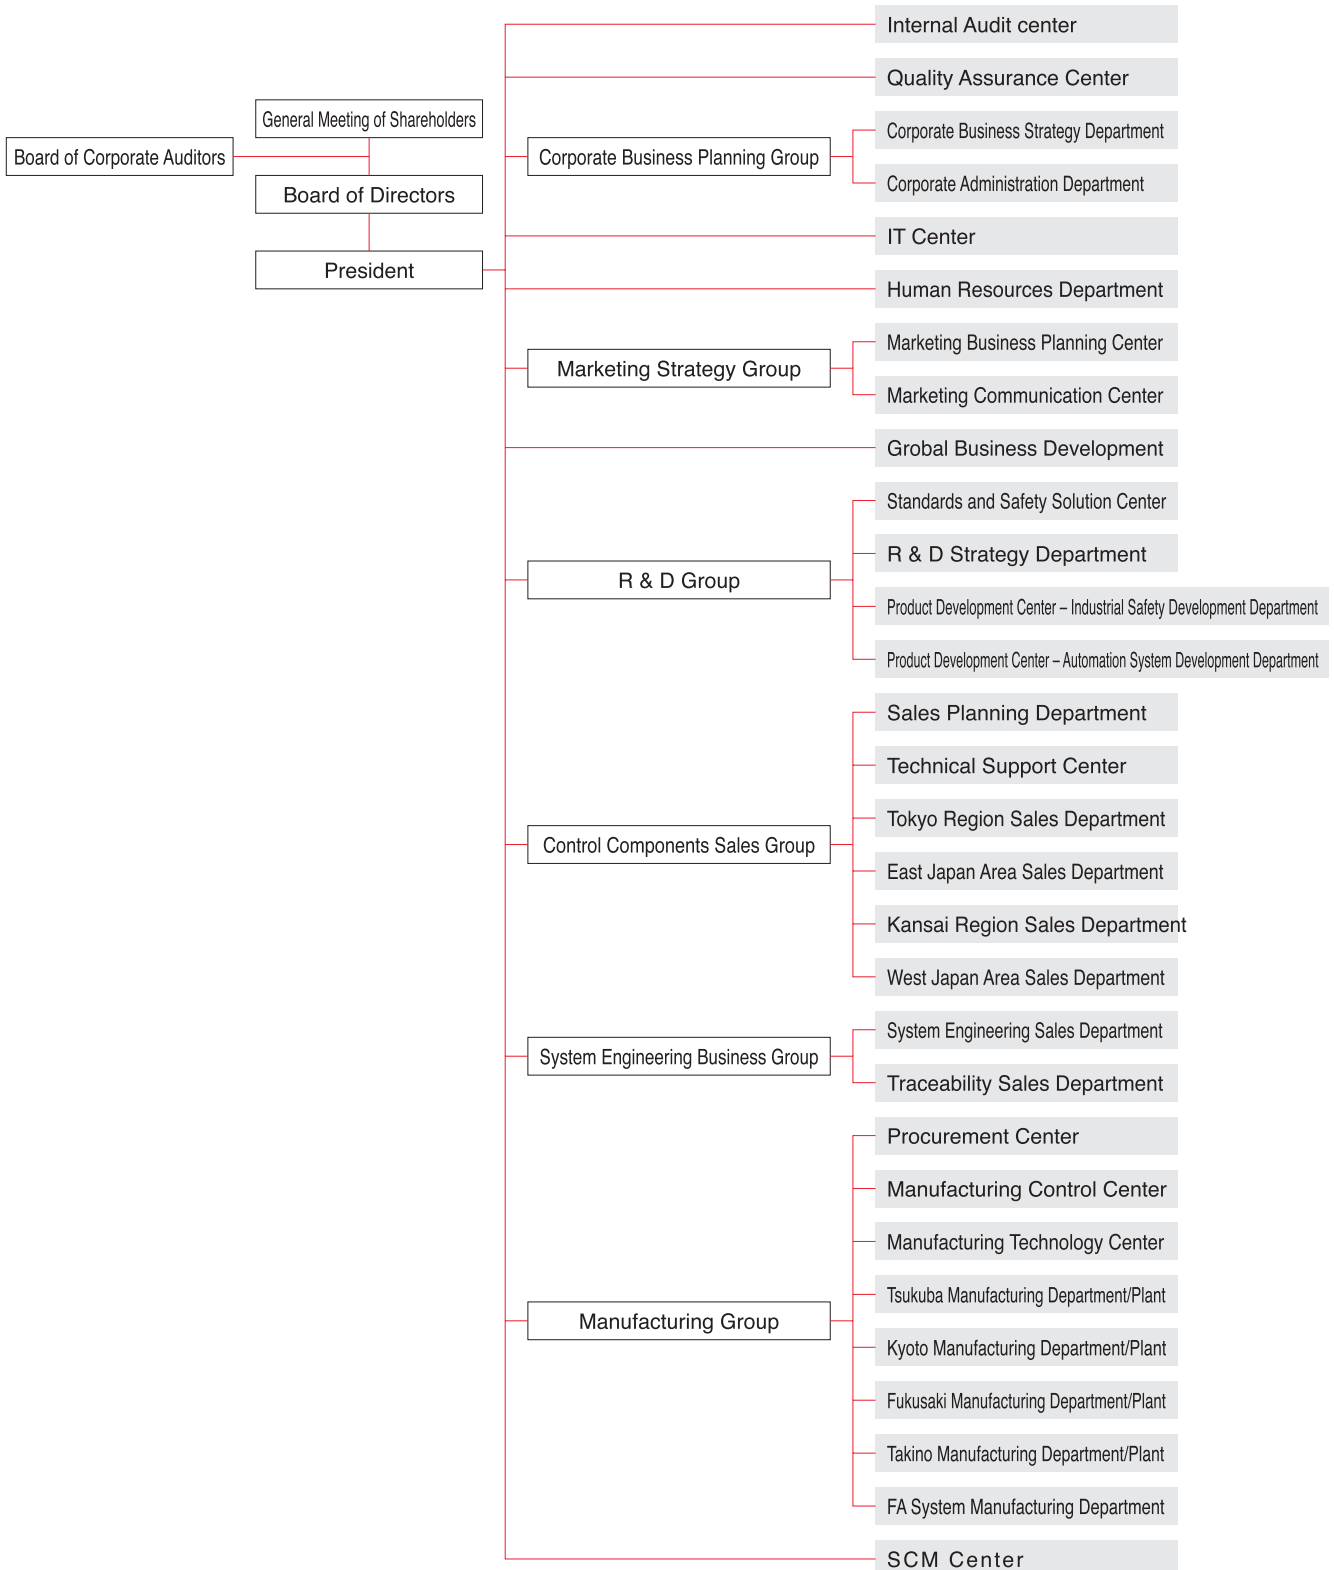 General Meeting of Shareholders
Board of Corporate Auditors
Board of Directors
President
Internal Audit center
Quality Assurance Center
Corporate Business Planning Group
Corporate Business Strategy Department
Corporate Administration Department
IT Center
Human Resources Department
Marketing Strategy Group
Marketing Business Planning Center
Marketing Communication Center
Grobal Business Development
R & D Group
Standards and Safety Solution Center
R & D Strategy Department
Product Development Center – Industrial Safety Development Department
Product Development Center – Automation System Development Department
Control Components Sales Group
Sales Planning Department
Technical Support Center
Tokyo Region Sales Department
East Japan Area Sales Department
Kansai Region Sales Department
West Japan Area Sales Department
System Engineering Business Group
System Engineering Sales Department
Traceability Sales Department
Manufacturing Group
Procurement Center
Manufacturing Control Center
Manufacturing Technology Center
Tsukuba Manufacturing Department/Plant
Kyoto Manufacturing Department/Plant
Fukusaki Manufacturing Department/Plant
Takino Manufacturing Department/Plant
FA System Manufacturing Department
SCM Center